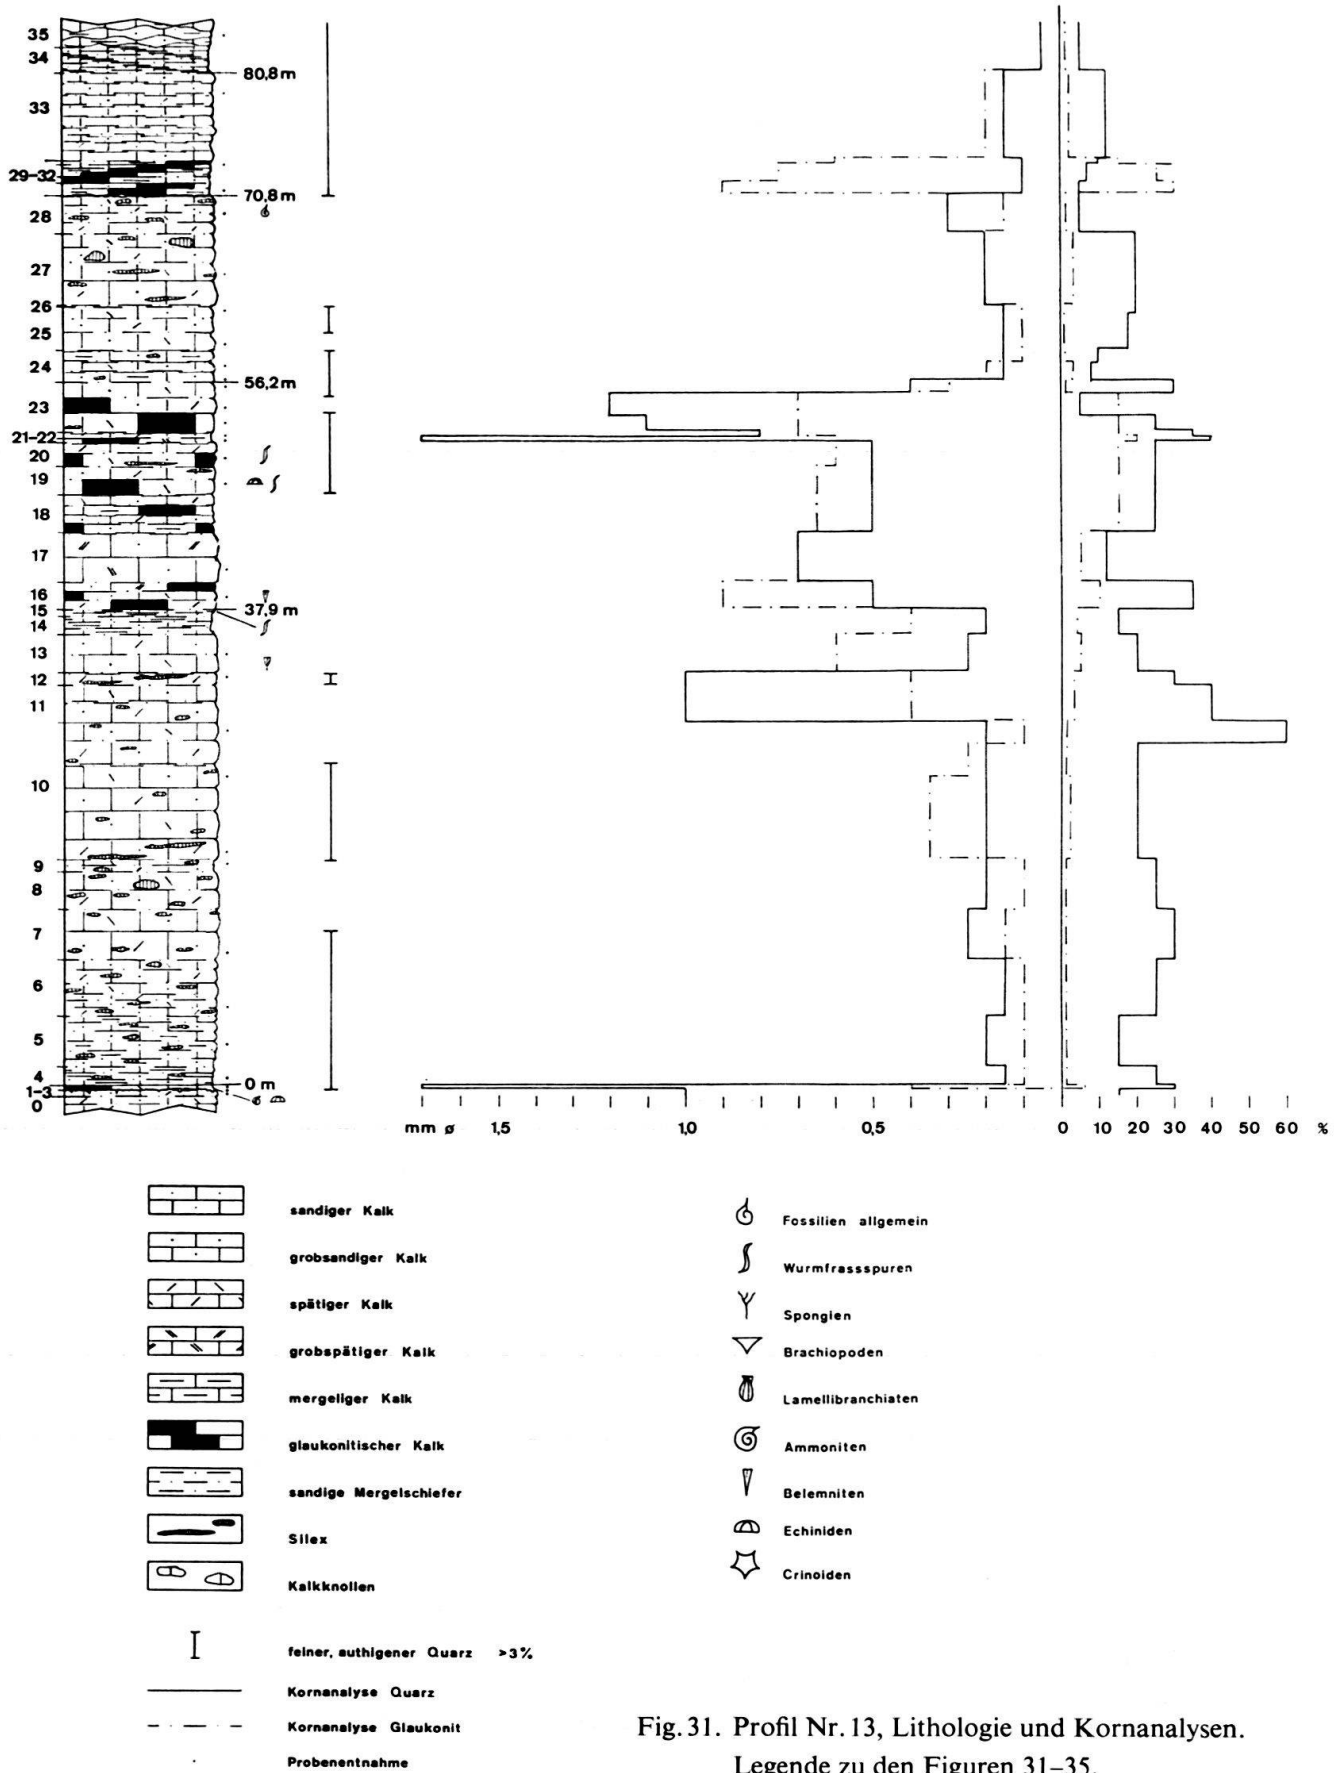 35
34
80,8m
33
29–32
70,8m
28
27
26
25
24
56,2m
23
21–22
20
19
18
17
16
15
37,9 m
14
13
12
11
10
9
8
7
6
5
4
0 m
1–3
0
mm ø 1,5 1,0 0,5 0 10 20 30 40 50 60 %
sandiger Kalk
grobsandiger Kalk
spätiger Kalk
grobspätiger Kalk
mergeliger Kalk
glaukonitischer Kalk
sandige Mergelschiefer
Silex
Kalkknollen
feiner, authigener Quarz >3%
Kornanalyse Quarz
Kornanalyse Glaukonit
Probenentnahme
Fossilien allgemein
Wurmfrassspuren
Spongien
Brachiopoden
Lamellibranchiaten
Ammoniten
Belemniten
Echiniden
Crinoiden
Fig. 31. Profil Nr. 13, Lithologie und Kornanalysen.
Legende zu den Figuren 31–35.